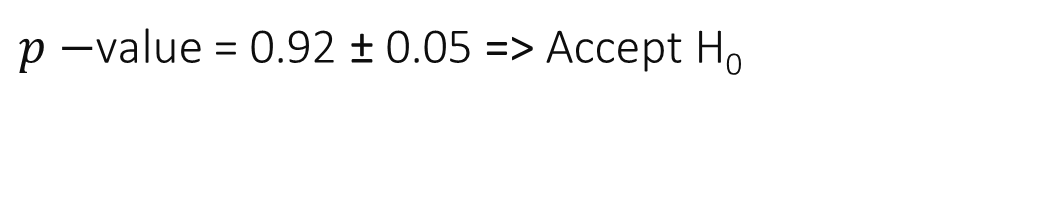 p −value = 0.92 ± 0.05 => Accept H₀